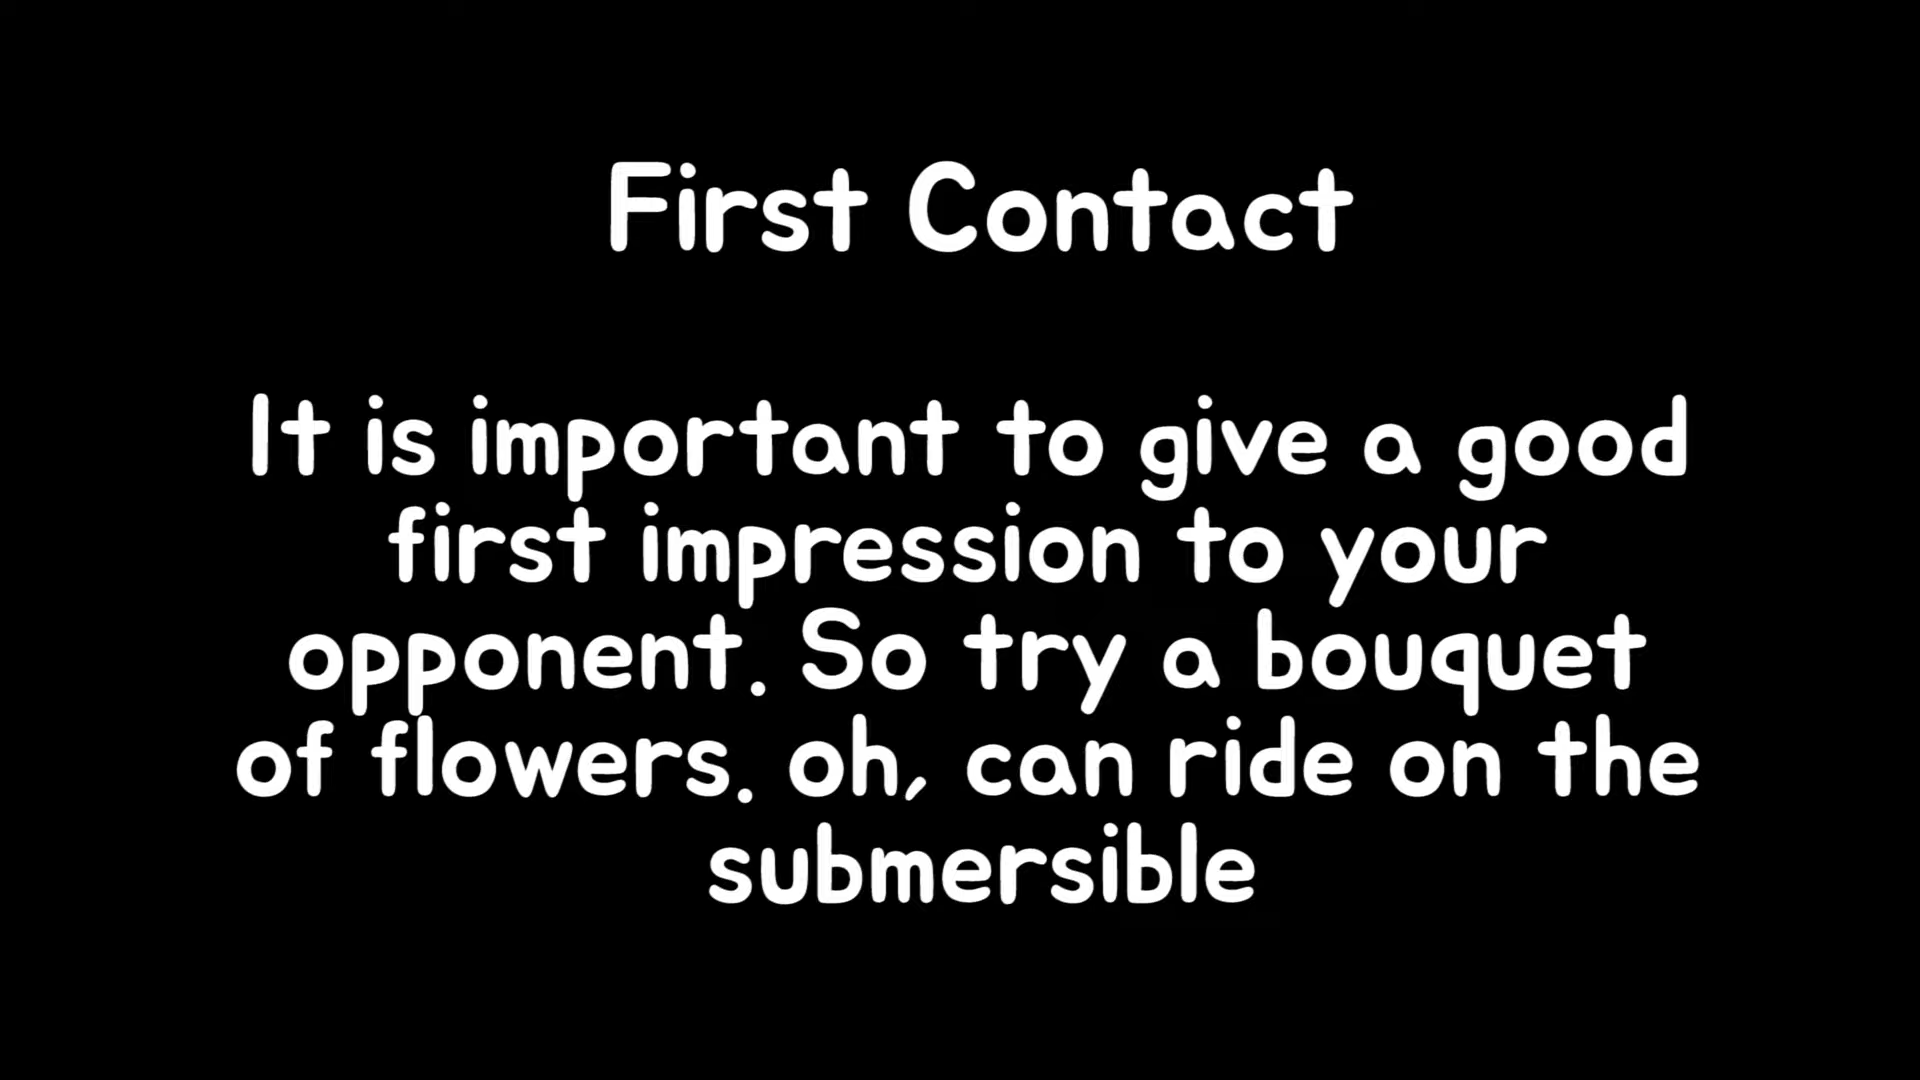 First Contact
It is important to give a good
first impression to your
opponent. So try a bouquet
of flowers. oh, can ride on the
submersible